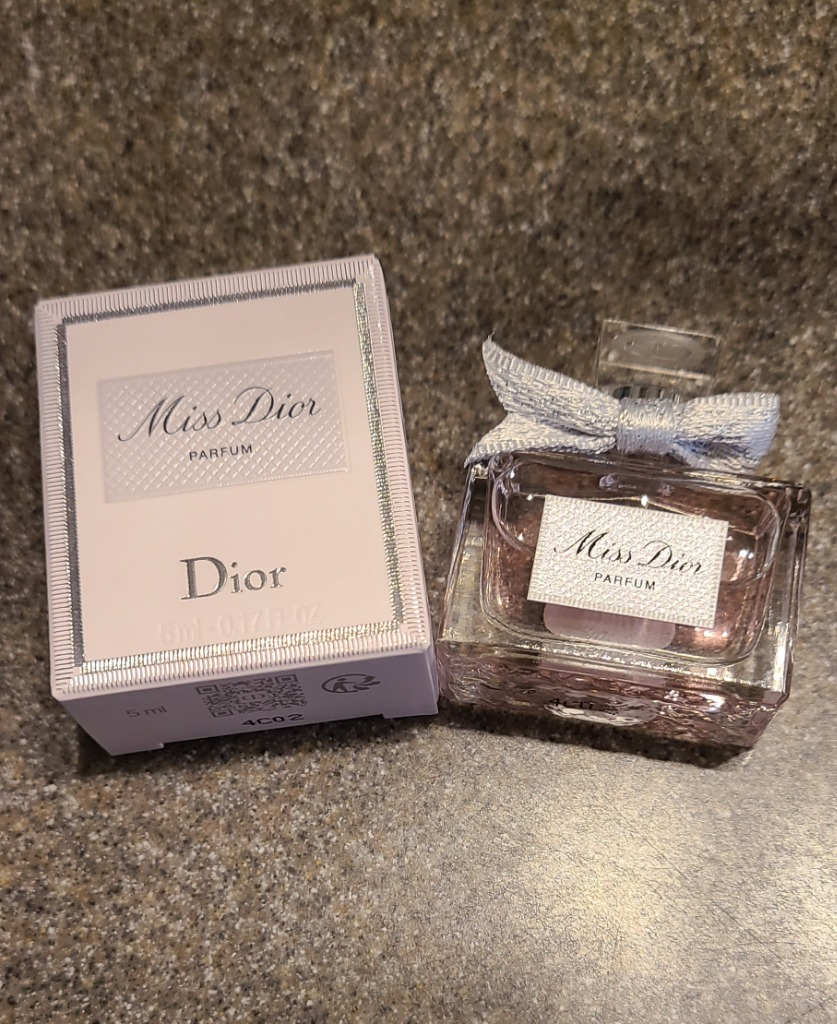 Miss Dior
PARFUM
Dior
5 ml - 0.17 fl. OZ
5 ml
4C02
Miss Dior
PARFUM